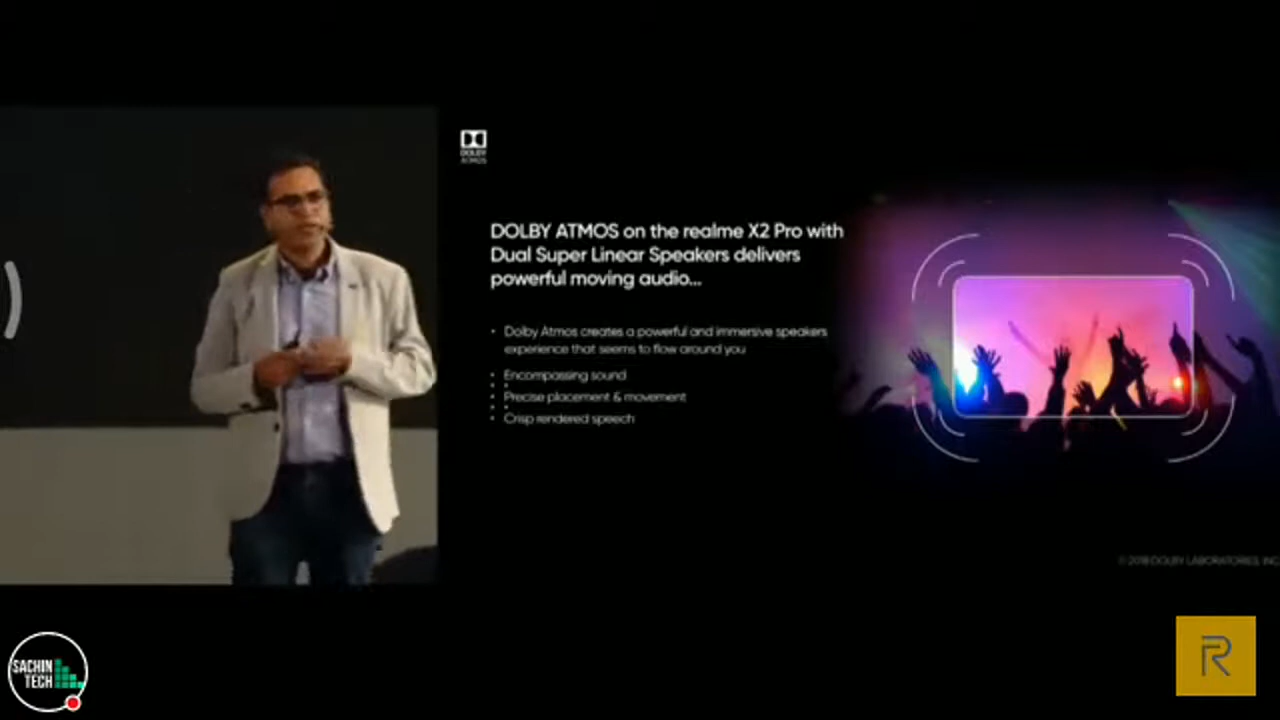 DOLBY
ATMOS
DOLBY ATMOS on the realme X2 Pro with
Dual Super Linear Speakers delivers
powerful moving audio...
• Dolby Atmos creates a powerful and immersive speakers
experience that seems to flow around you
• Encompassing sound
• Precise placement & movement
• Crisp rendered speech
© 2018 DOLBY LABORATORIES, INC
SACHIN
TECH
R